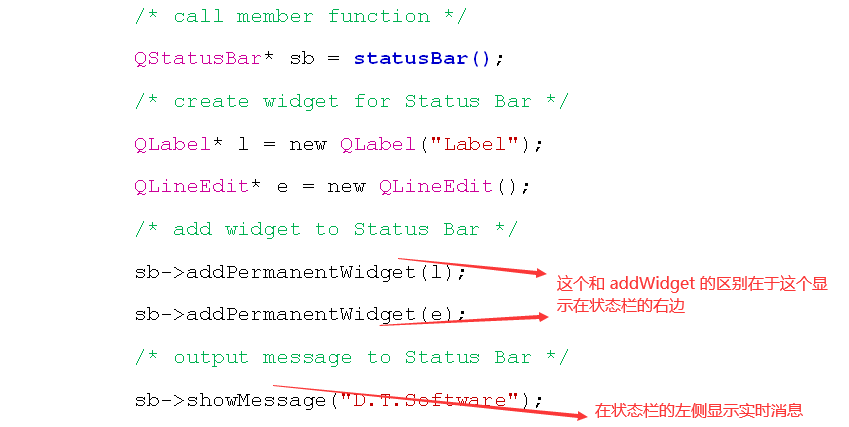 /* call member function */
QStatusBar* sb = statusBar();
/* create widget for Status Bar */
QLabel* l = new QLabel("Label");
QLineEdit* e = new QLineEdit();
/* add widget to Status Bar */
sb->addPermanentWidget(l);
这个和 addWidget 的区别在于这个显
示在状态栏的右边
sb->addPermanentWidget(e);
/* output message to Status Bar */
sb->showMessage("D.T.Software");
在状态栏的左侧显示实时消息